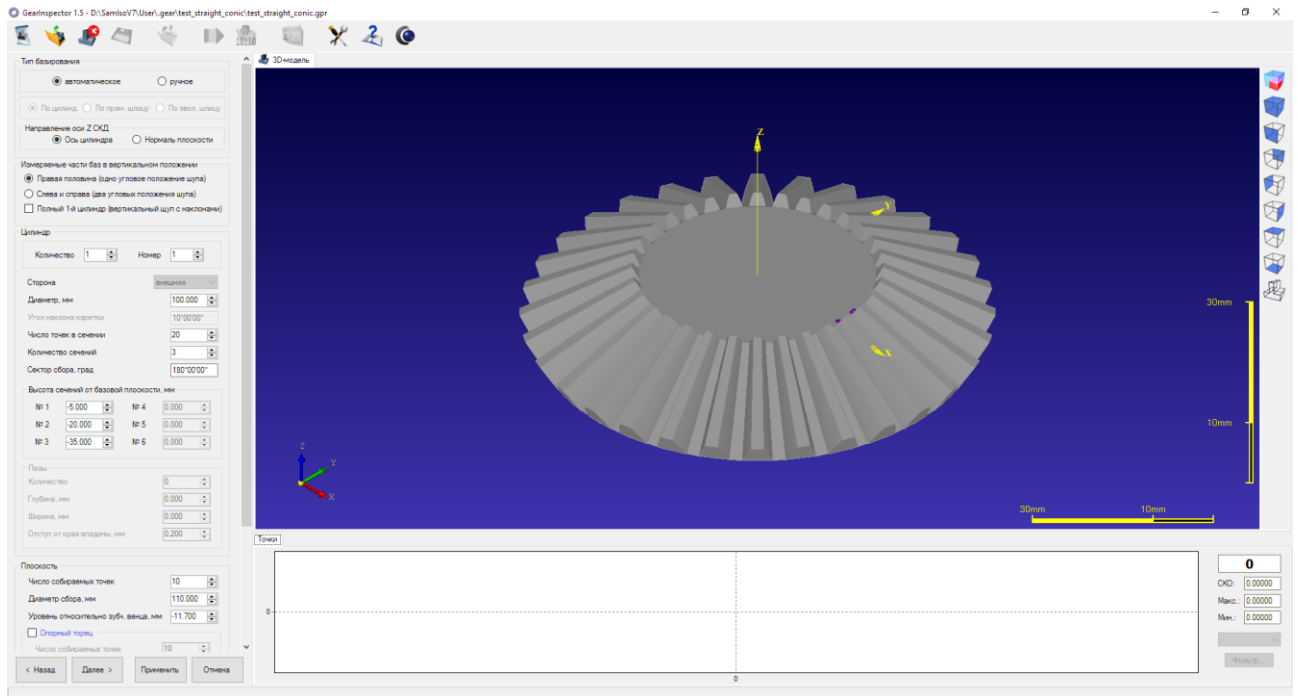 GearInspector 1.5 - D:\SamIsoV7\User\.gear\test_straight_conic\test_straight_conic.gpr
Тип базирования
автоматическое ручное
По цилинд. По прям. шлицу По эвол. шлицу
Направление оси Z СКД
Ось цилиндра Нормаль плоскости
Измеряемые части баз в вертикальном положении
Правая половина (одно угловое положение щупа)
Слева и справа (два угловых положения щупа)
Полный 1-й цилиндр (вертикальный щуп с наклонами)
Цилиндр
Количество 1 Номер 1
Сторона внешняя
Диаметр, мм 100.000
Угол наклона каретки 10°00'00"
Число точек в сечении 20
Количество сечений 3
Сектор сбора, град 180°00'00"
Высота сечений от базовой плоскости, мм
№ 1 -5.000 № 4 0.000
№ 2 -20.000 № 5 0.000
№ 3 -35.000 № 6 0.000
Пазы
Количество 0
Глубина, мм 0.000
Ширина, мм 0.000
Отступ от края впадины, мм 0.200
Плоскость
Число собираемых точек 10
Диаметр сбора, мм 110.000
Уровень относительно зубч. венца, мм -11.700
Опорный торец
Число собираемых точек 10
< Назад Далее > Применить Отмена
3D-модель
Z
Y
X
30mm
10mm
Z
Y
X
30mm 10mm
Точки
0
0
0
СКО: 0.00000
Макс.: 0.00000
Мин.: 0.00000
Фильтр...